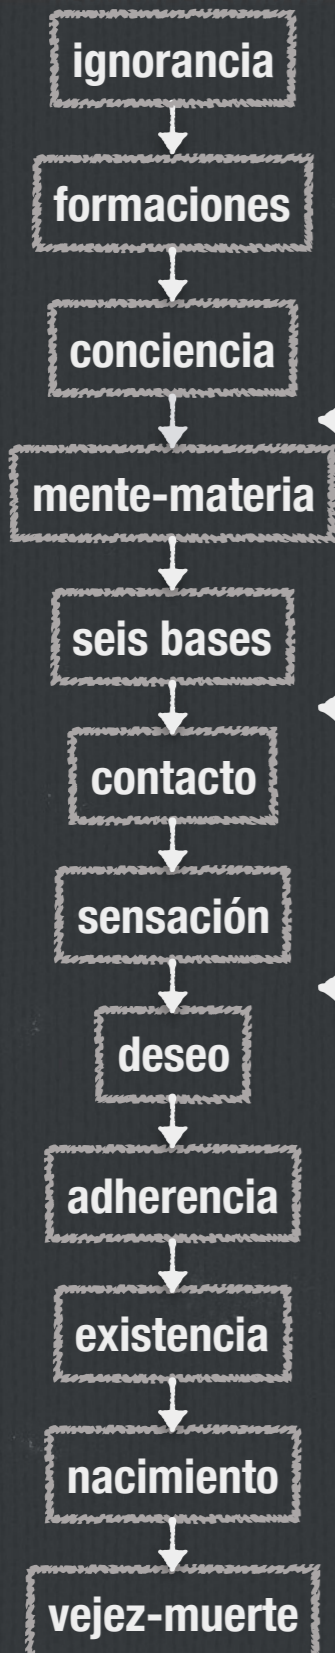 ignorancia
formaciones
conciencia
mente-materia
seis bases
contacto
sensación
deseo
adherencia
existencia
nacimiento
vejez-muerte